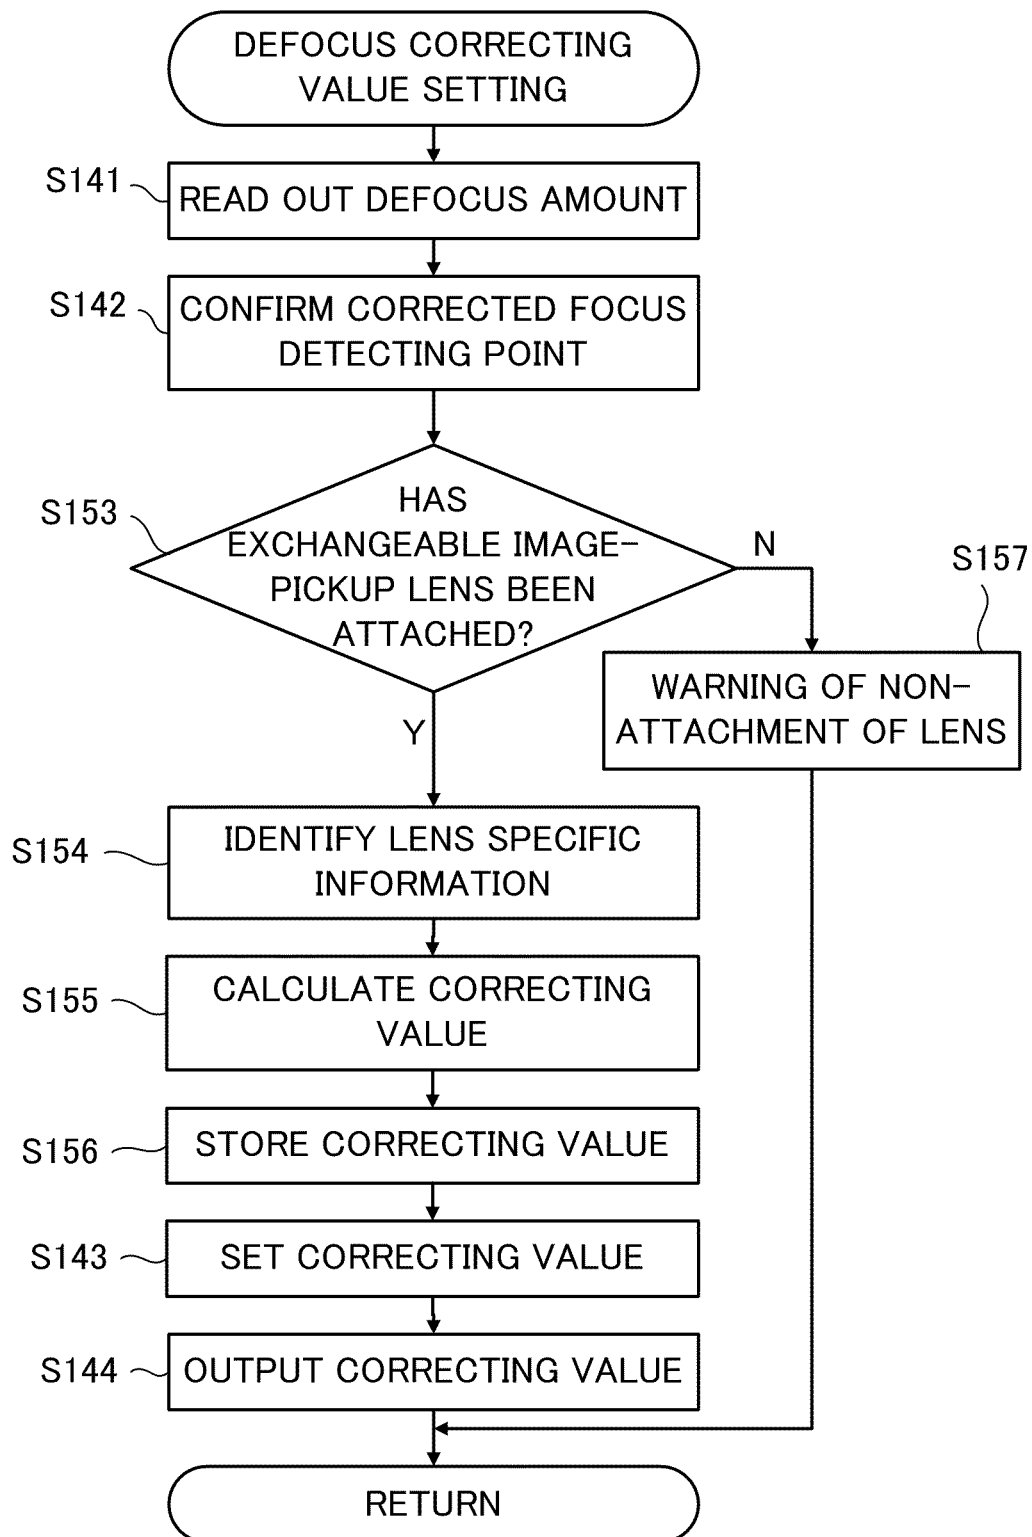 DEFOCUS CORRECTING
VALUE SETTING
S141
READ OUT DEFOCUS AMOUNT
S142
CONFIRM CORRECTED FOCUS
DETECTING POINT
S153
HAS
EXCHANGEABLE IMAGE-
PICKUP LENS BEEN
ATTACHED?
N
S157
WARNING OF NON-
ATTACHMENT OF LENS
Y
S154
IDENTIFY LENS SPECIFIC
INFORMATION
S155
CALCULATE CORRECTING
VALUE
S156
STORE CORRECTING VALUE
S143
SET CORRECTING VALUE
S144
OUTPUT CORRECTING VALUE
RETURN